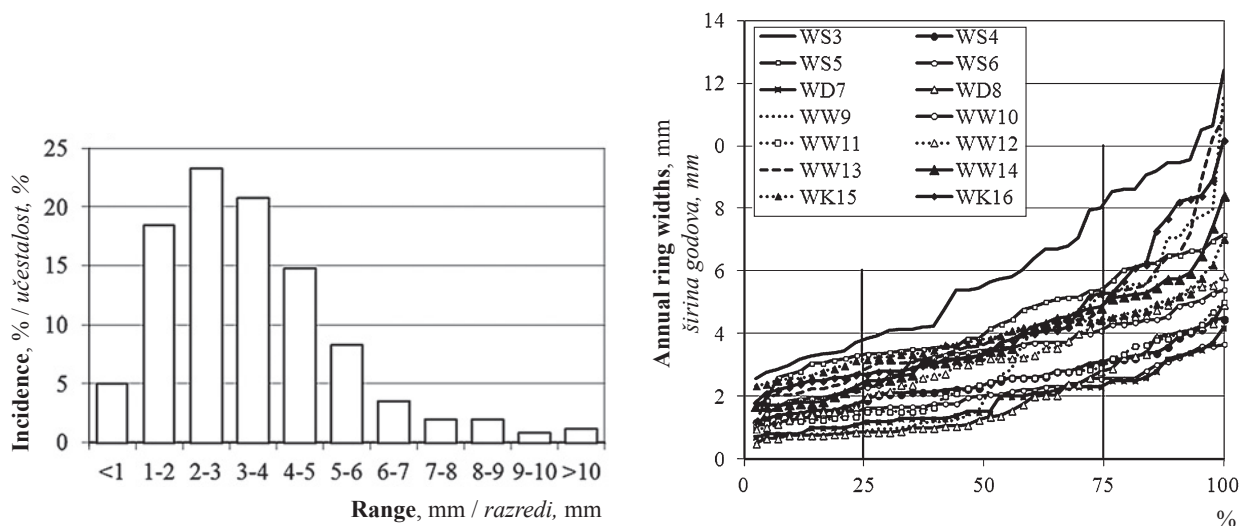 25
20
15
10
5
0
Incidence, % / učestalost, %
<1 1-2 2-3 3-4 4-5 5-6 6-7 7-8 8-9 9-10 >10
Range, mm / razredi, mm
14
12
0
8
6
4
2
0
Annual ring widths, mm
širina godova, mm
WS3 WS4
WS5 WS6
WD7 WD8
WW9 WW10
WW11 WW12
WW13 WW14
WK15 WK16
0 25 50 75 100
%